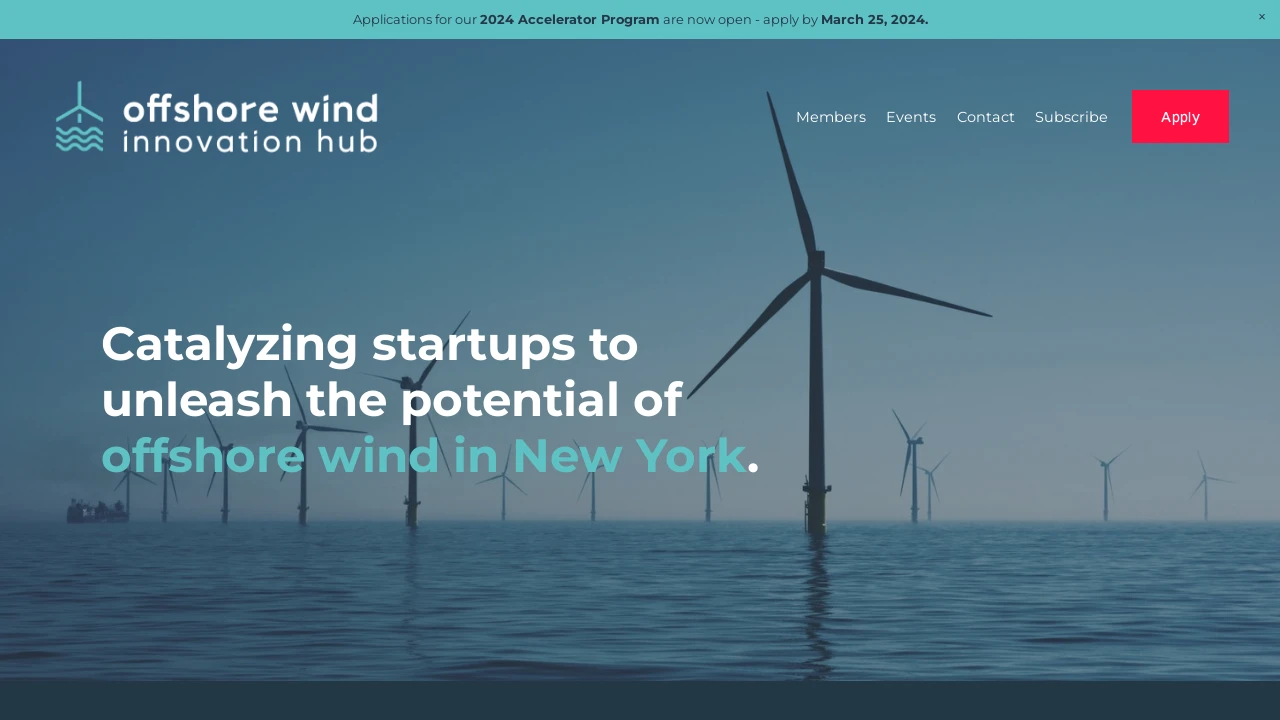 Applications for our 2024 Accelerator Program are now open - apply by March 25, 2024.
×
offshore wind
innovation hub
Members Events Contact Subscribe Apply
Catalyzing startups to
unleash the potential of
offshore wind in New York.